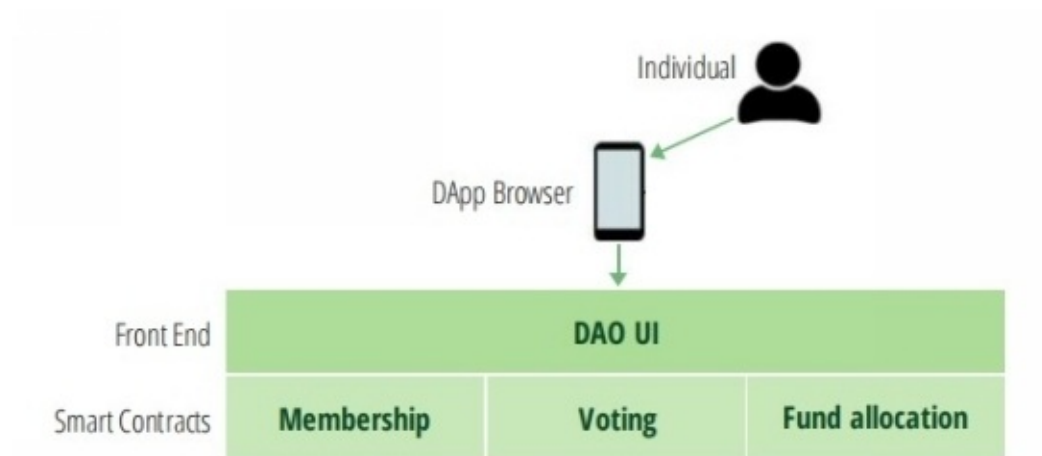 Individual
DApp Browser
Front End
DAO UI
Smart Contracts
Membership
Voting
Fund allocation